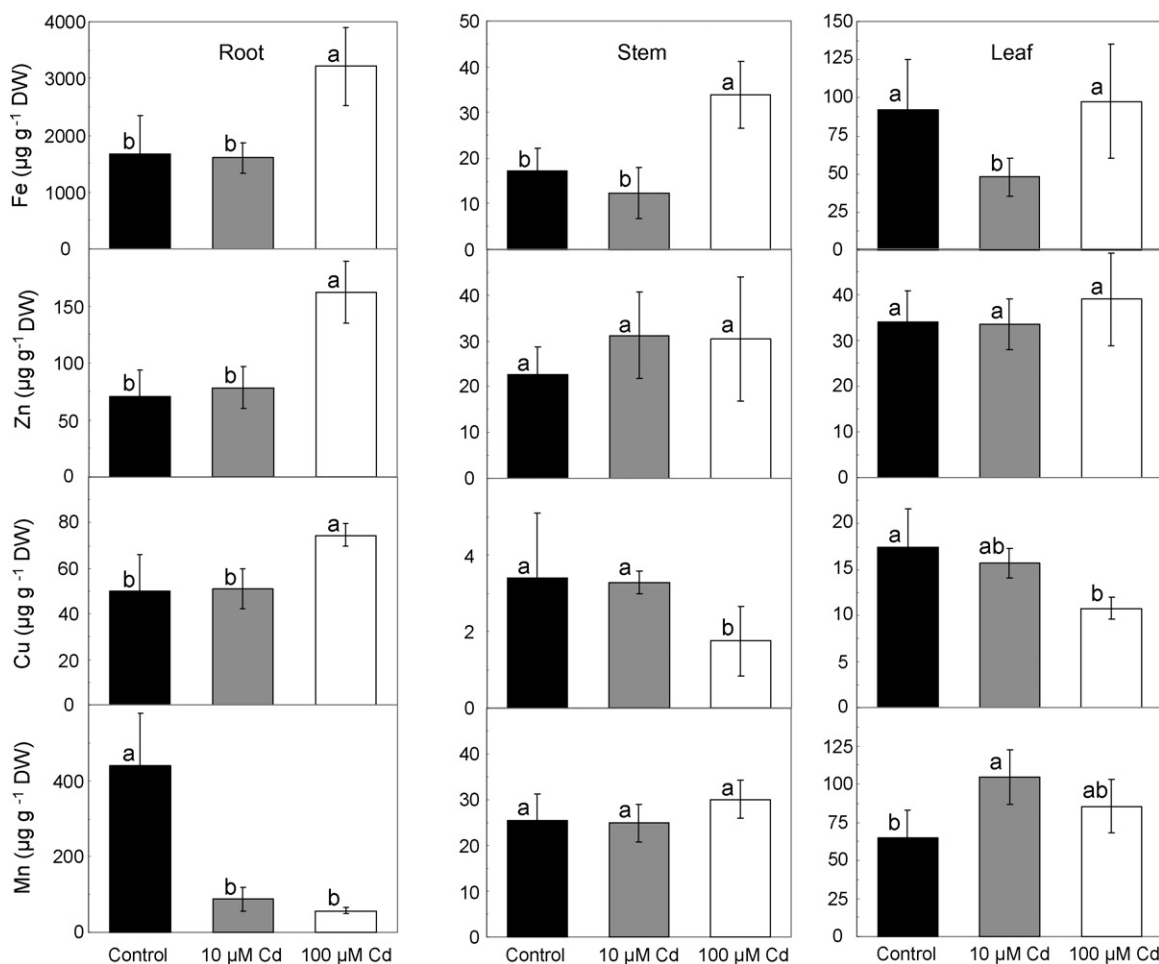 Root
Fe (µg g⁻¹ DW)
4000
3000
2000
1000
0
b
b
a
Stem
50
40
30
20
10
0
b
b
a
Leaf
150
125
100
75
50
25
0
a
b
a
Zn (µg g⁻¹ DW)
150
100
50
0
b
b
a
40
30
20
10
0
a
a
a
40
30
20
10
0
a
a
a
Cu (µg g⁻¹ DW)
80
60
40
20
0
b
b
a
4
2
0
a
a
b
20
15
10
5
0
a
ab
b
Mn (µg g⁻¹ DW)
400
200
0
a
b
b
Control 10 µM Cd 100 µM Cd
40
30
20
10
0
a
a
a
Control 10 µM Cd 100 µM Cd
125
100
75
50
25
0
b
a
ab
Control 10 µM Cd 100 µM Cd